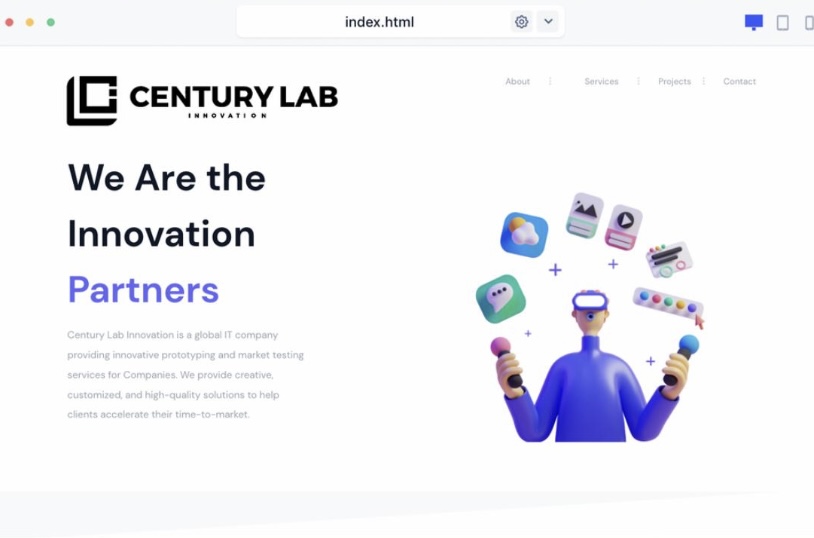 index.html
CENTURY LAB
INNOVATION
About
Services
Projects
Contact
We Are the
Innovation
Partners
Century Lab Innovation is a global IT company
providing innovative prototyping and market testing
services for Companies. We provide creative,
customized, and high-quality solutions to help
clients accelerate their time-to-market.